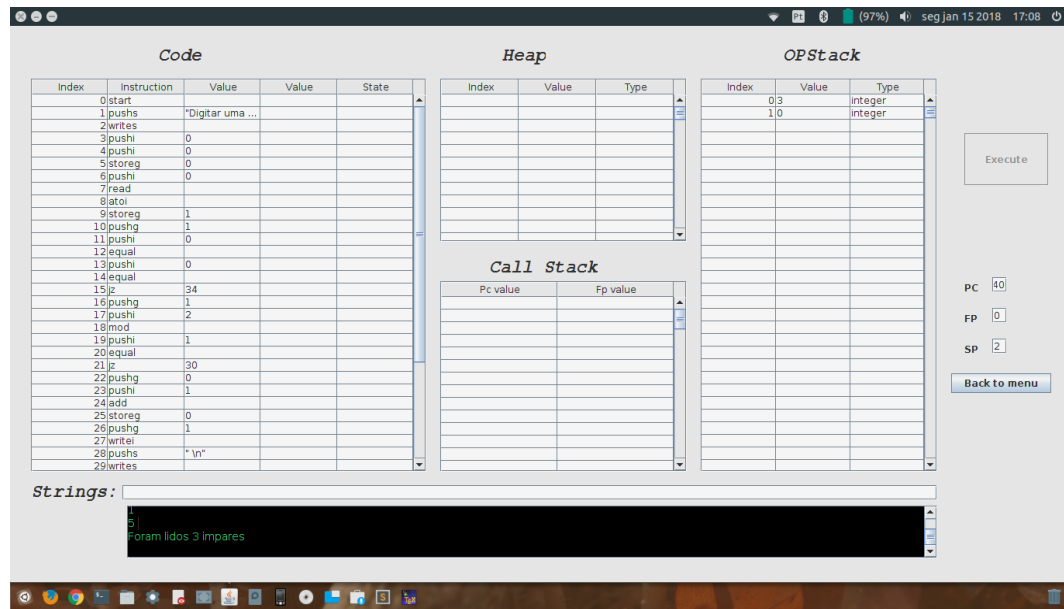 Pt (97%) seg jan 15 2018 17:08
Code Heap OPStack
Index Instruction Value Value State
0 start
1 pushs "Digitar uma ...
2 writes
3 pushi 0
4 pushi 0
5 storeg 0
6 pushi 0
7 read
8 atoi
9 storeg 1
10 pushg 1
11 pushi 0
12 equal
13 pushi 0
14 equal
15 jz 34
16 pushg 1
17 pushi 2
18 mod
19 pushi 1
20 equal
21 jz 30
22 pushg 0
23 pushi 1
24 add
25 storeg 0
26 pushg 1
27 writei
28 pushs " \n"
29 writes
Index Value Type
Call Stack
Pc value Fp value
Index Value Type
0 3 integer
1 0 integer
Execute
PC 40
FP 0
SP 2
Back to menu
Strings:
1
5
Foram lidos 3 impares